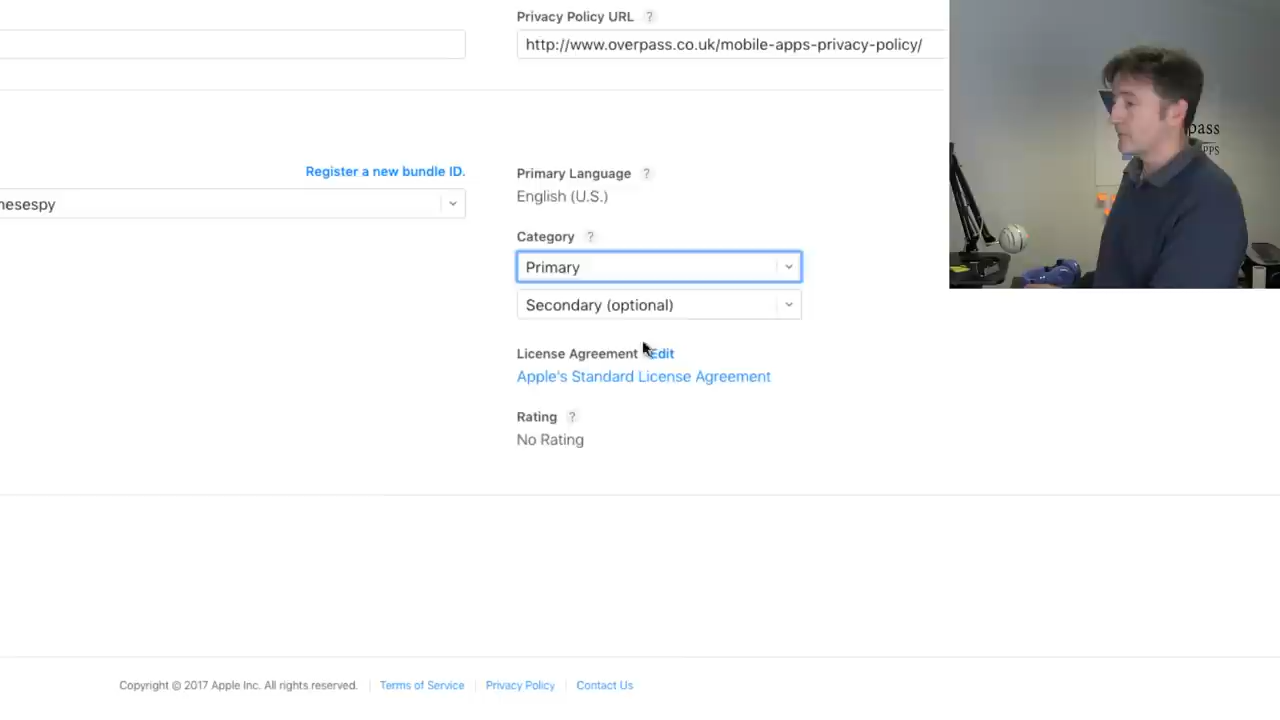 Privacy Policy URL ?
http://www.overpass.co.uk/mobile-apps-privacy-policy/
pass
PPS
Register a new bundle ID.
Primary Language ?
English (U.S.)
nesespy
Category ?
Primary
Secondary (optional)
License Agreement Edit
Apple's Standard License Agreement
Rating ?
No Rating
Copyright © 2017 Apple Inc. All rights reserved.
Terms of Service
Privacy Policy
Contact Us